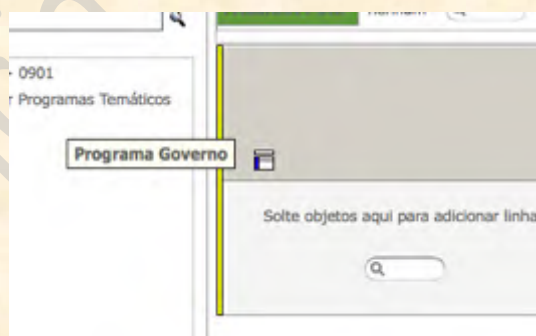 0901
r Programas Temáticos
Programa Governo
Solte objetos aqui para adicionar linha